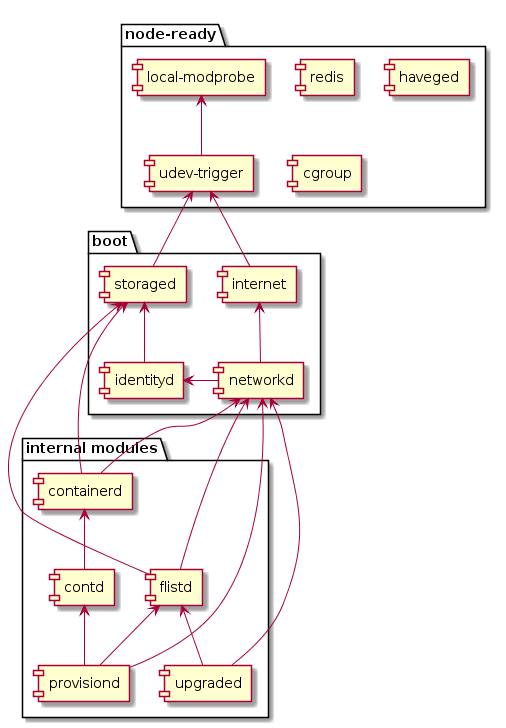 node-ready
local-modprobe
redis
haveged
udev-trigger
cgroup
boot
storaged
internet
identityd
networkd
internal modules
containerd
contd
flistd
provisiond
upgraded